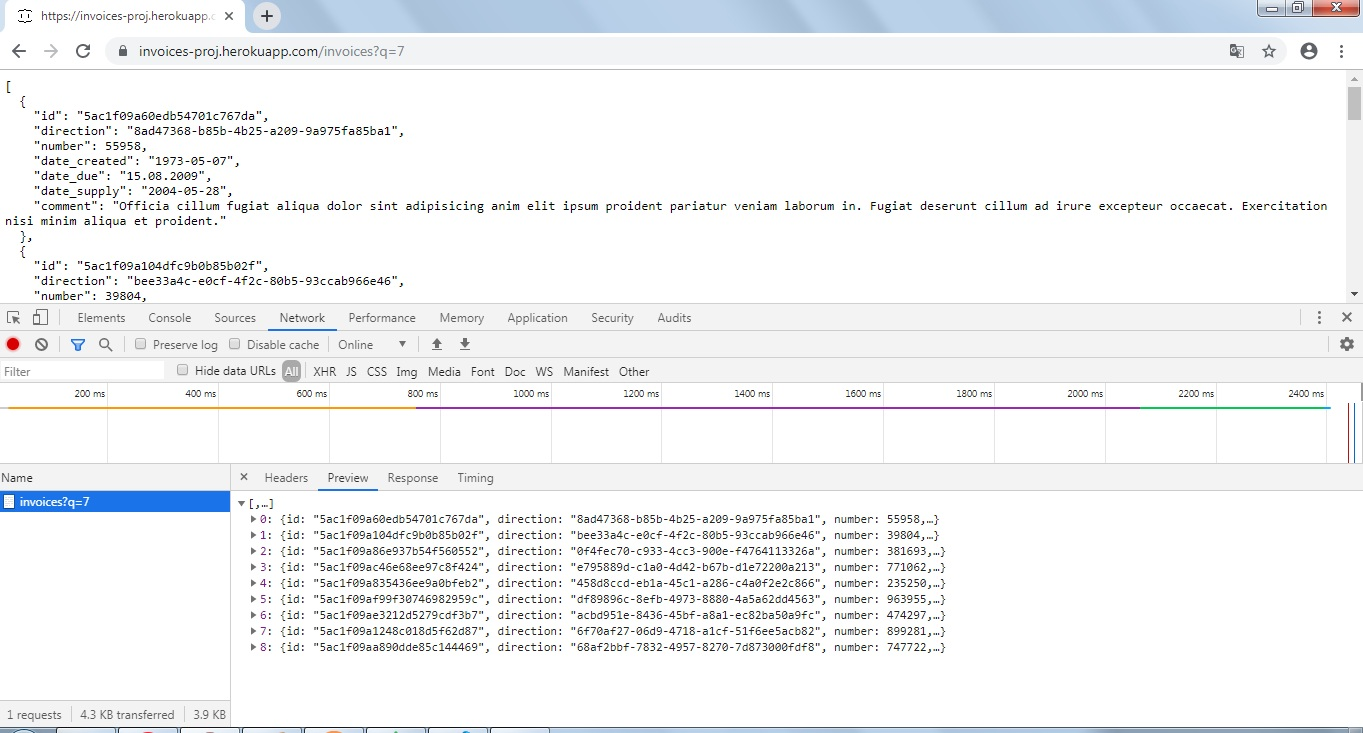 https://invoices-proj.herokuapp.c
invoices-proj.herokuapp.com/invoices?q=7
[
{
"id": "5ac1f09a60edb54701c767da",
"direction": "8ad47368-b85b-4b25-a209-9a975fa85ba1",
"number": 55958,
"date_created": "1973-05-07",
"date_due": "15.08.2009",
"date_supply": "2004-05-28",
"comment": "Officia cillum fugiat aliqua dolor sint adipisicing anim elit ipsum proident pariatur veniam laborum in. Fugiat deserunt cillum ad irure excepteur occaecat. Exercitation
nisi minim aliqua et proident."
},
{
"id": "5ac1f09a104dfc9b0b85b02f",
"direction": "bee33a4c-e0cf-4f2c-80b5-93ccab966e46",
"number": 39804,
Elements Console Sources Network Performance Memory Application Security Audits
Preserve log Disable cache Online
Filter Hide data URLs All XHR JS CSS Img Media Font Doc WS Manifest Other
200 ms 400 ms 600 ms 800 ms 1000 ms 1200 ms 1400 ms 1600 ms 1800 ms 2000 ms 2200 ms 2400 ms
Name Headers Preview Response Timing
invoices?q=7
[,…]
0: {id: "5ac1f09a60edb54701c767da", direction: "8ad47368-b85b-4b25-a209-9a975fa85ba1", number: 55958,…}
1: {id: "5ac1f09a104dfc9b0b85b02f", direction: "bee33a4c-e0cf-4f2c-80b5-93ccab966e46", number: 39804,…}
2: {id: "5ac1f09a86e937b54f560552", direction: "0f4fec70-c933-4cc3-900e-f4764113326a", number: 381693,…}
3: {id: "5ac1f09ac46e68ee97c8f424", direction: "e795889d-c1a0-4d42-b67b-d1e72200a213", number: 771062,…}
4: {id: "5ac1f09a835436ee9a0bfeb2", direction: "458d8ccd-eb1a-45c1-a286-c4a0f2e2c866", number: 235250,…}
5: {id: "5ac1f09af99f30746982959c", direction: "df89896c-8efb-4973-8880-4a5a62dd4563", number: 963955,…}
6: {id: "5ac1f09ae3212d5279cdf3b7", direction: "acbd951e-8436-45bf-a8a1-ec82ba50a9fc", number: 474297,…}
7: {id: "5ac1f09a1248c018d5f62d87", direction: "6f70af27-06d9-4718-a1cf-51f6ee5acb82", number: 899281,…}
8: {id: "5ac1f09aa890dde85c144469", direction: "68af2bbf-7832-4957-8270-7d873000fdf8", number: 747722,…}
1 requests 4.3 KB transferred 3.9 KB